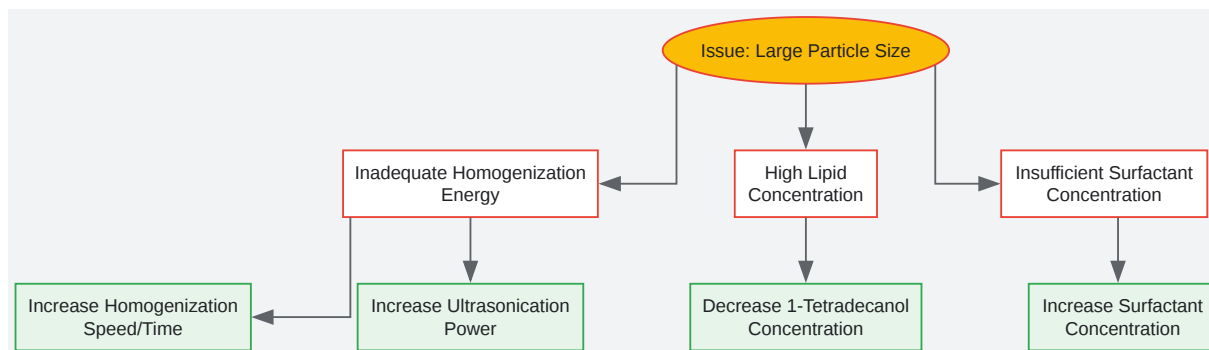 Issue: Large Particle Size
Inadequate Homogenization
Energy
High Lipid
Concentration
Insufficient Surfactant
Concentration
Increase Homogenization
Speed/Time
Increase Ultrasonication
Power
Decrease 1-Tetradecanol
Concentration
Increase Surfactant
Concentration